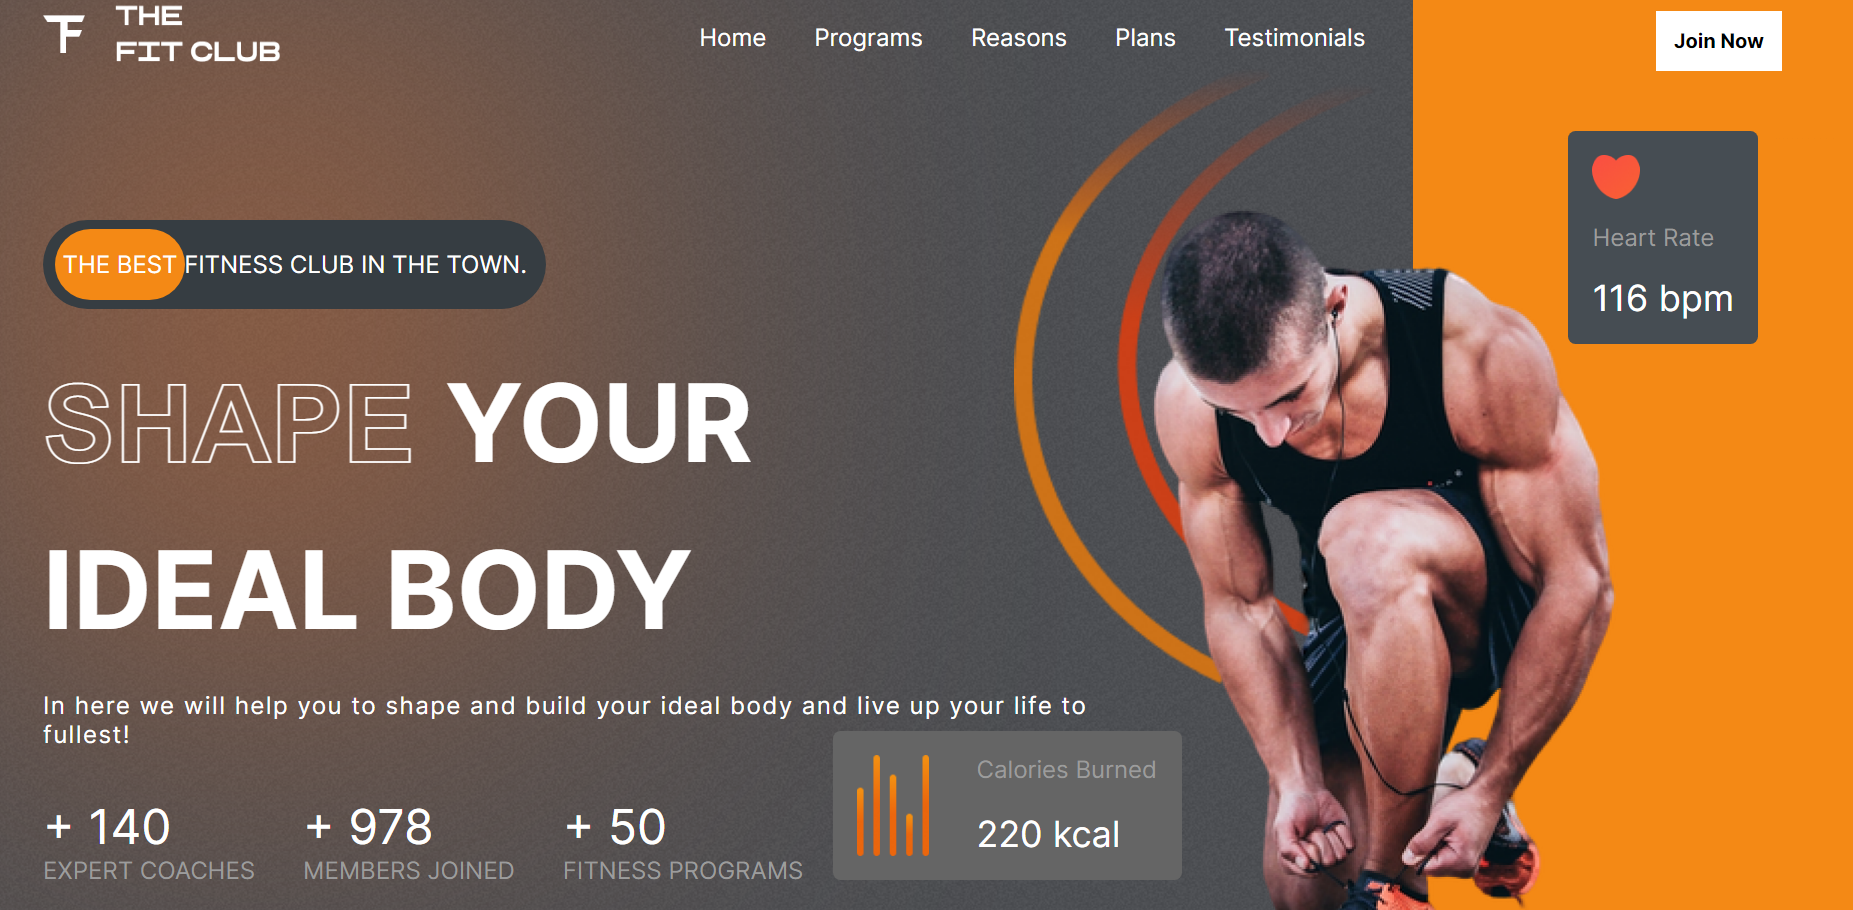 THE
FIT CLUB
Home Programs Reasons Plans Testimonials
Join Now
THE BEST FITNESS CLUB IN THE TOWN.
Heart Rate
116 bpm
SHAPE YOUR
IDEAL BODY
In here we will help you to shape and build your ideal body and live up your life to
fullest!
+ 140
EXPERT COACHES
+ 978
MEMBERS JOINED
+ 50
FITNESS PROGRAMS
Calories Burned
220 kcal